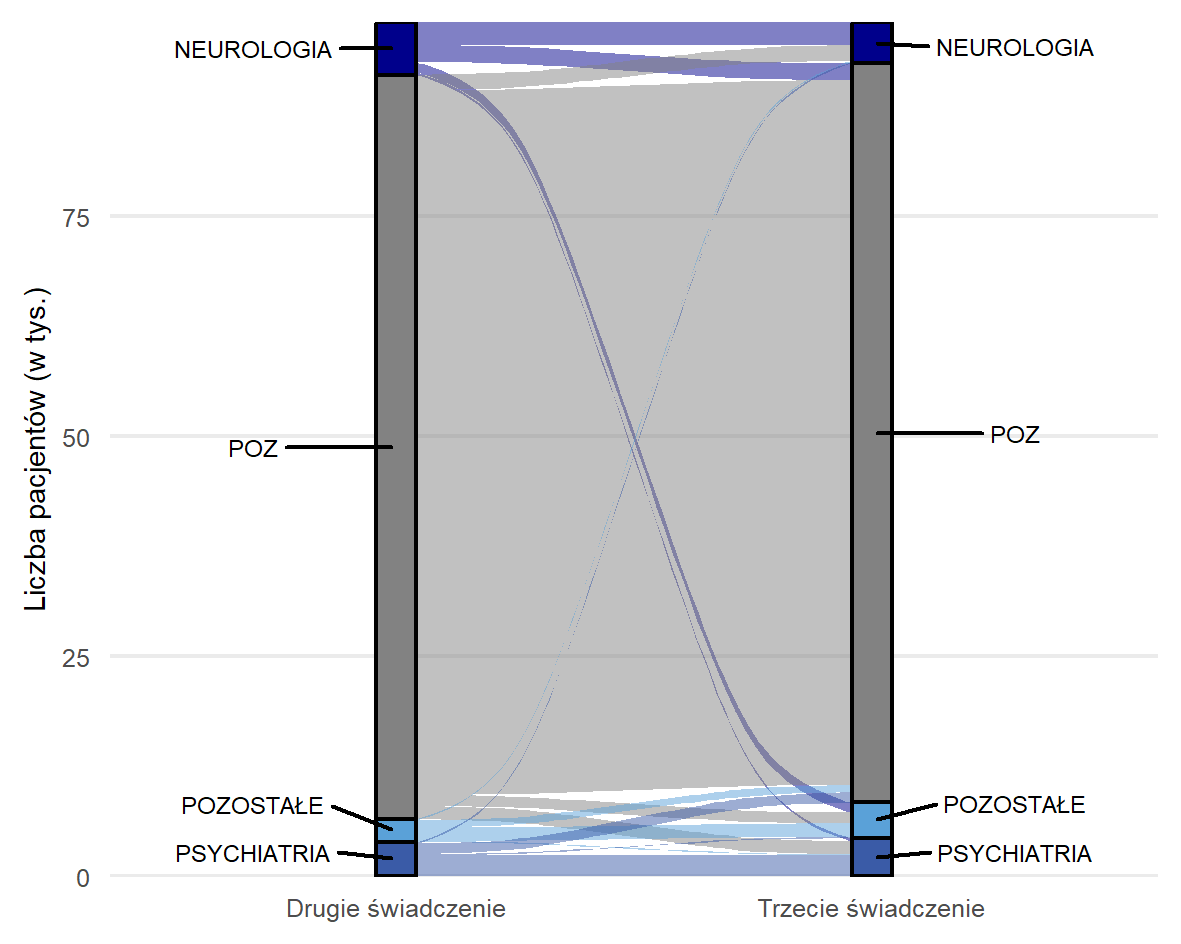 NEUROLOGIA
NEUROLOGIA
75
Liczba pacjentów (w tys.)
50
POZ
POZ
25
POZOSTAŁE
POZOSTAŁE
PSYCHIATRIA
PSYCHIATRIA
0
Drugie świadczenie
Trzecie świadczenie